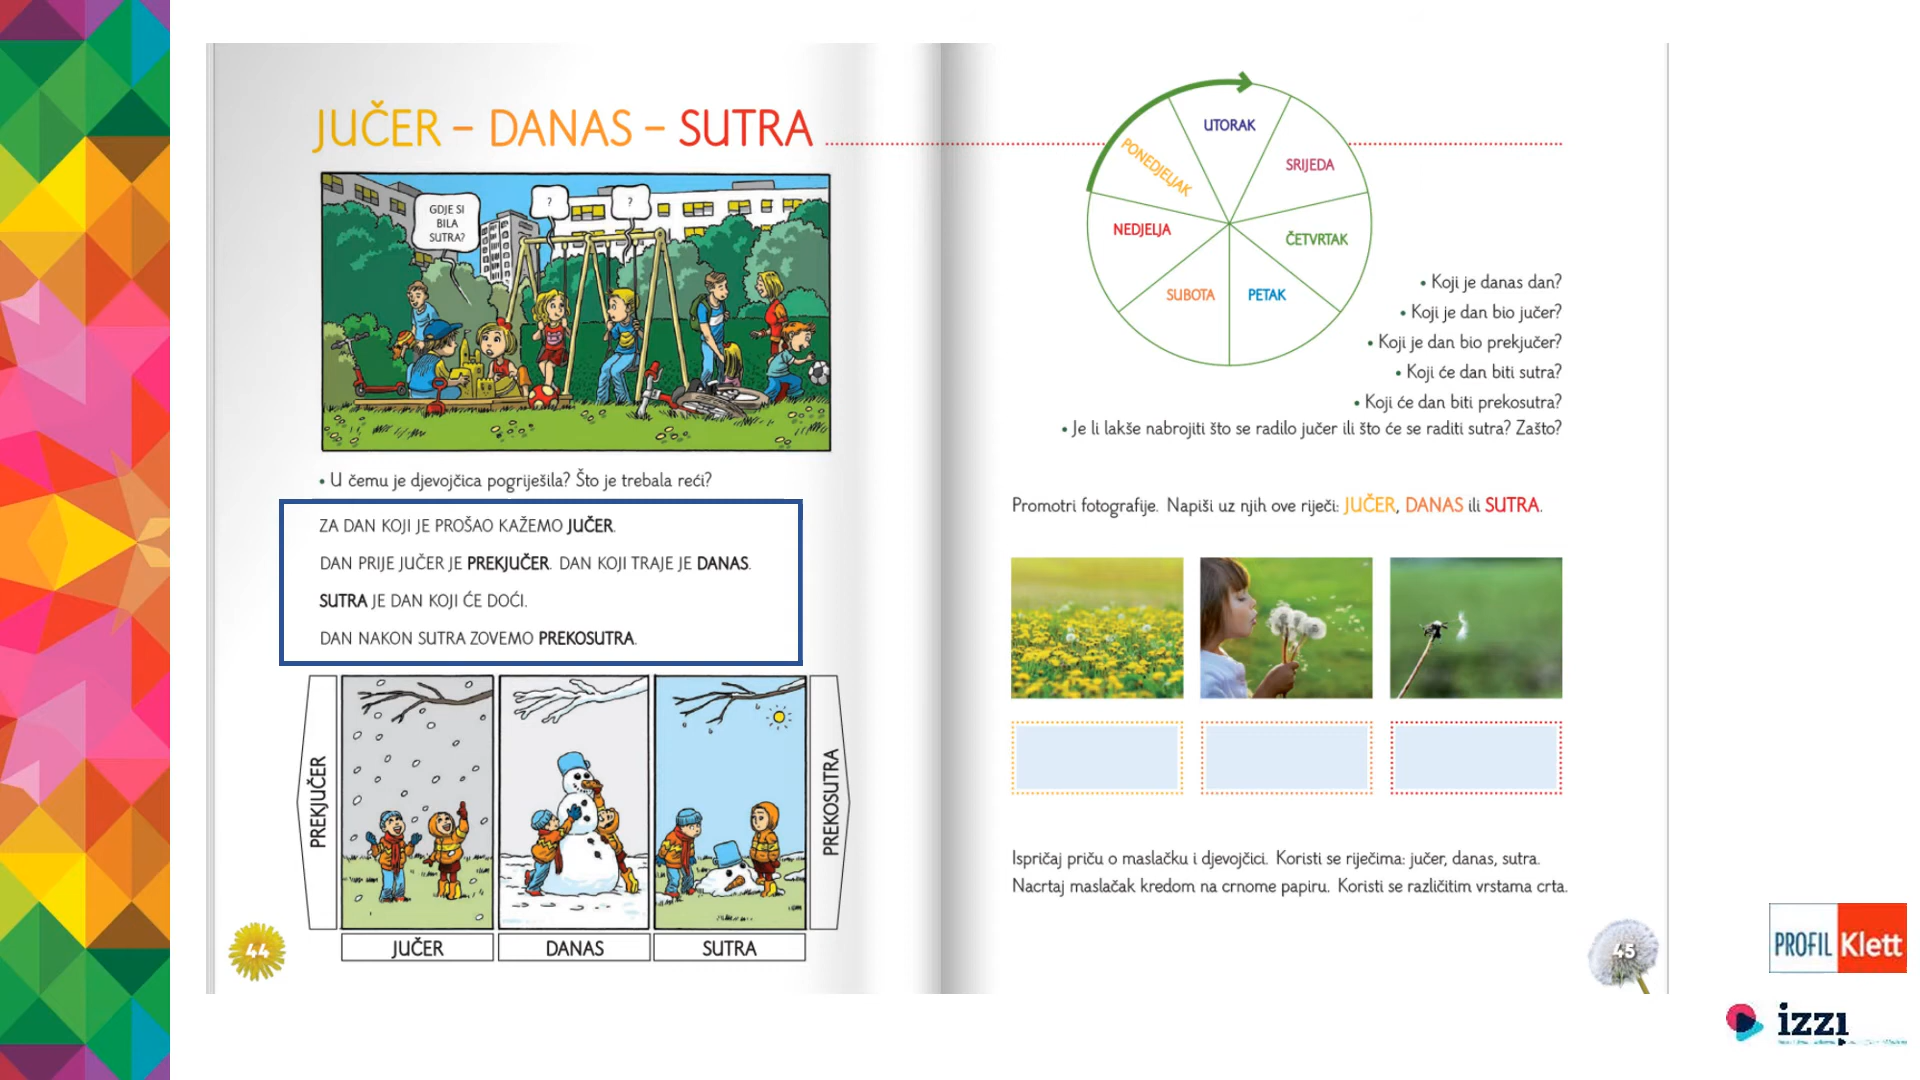 JUČER – DANAS – SUTRA
GDJE SI
BILA
SUTRA?
?
?
• U čemu je djevojčica pogriješila? Što je trebala reći?
ZA DAN KOJI JE PROŠAO KAŽEMO JUČER.
DAN PRIJE JUČER JE PREKJUČER. DAN KOJI TRAJE JE DANAS.
SUTRA JE DAN KOJI ĆE DOĆI.
DAN NAKON SUTRA ZOVEMO PREKOSUTRA.
PREKJUČER
JUČER
DANAS
SUTRA
PREKOSUTRA
44
PONEDJELJAK
UTORAK
SRIJEDA
ČETVRTAK
PETAK
SUBOTA
NEDJELJA
• Koji je danas dan?
• Koji je dan bio jučer?
• Koji je dan bio prekjučer?
• Koji će dan biti sutra?
• Koji će dan biti prekosutra?
• Je li lakše nabrojiti što se radilo jučer ili što će se raditi sutra? Zašto?
Promotri fotografije. Napiši uz njih ove riječi: JUČER, DANAS ili SUTRA.
Ispričaj priču o maslačku i djevojčici. Koristi se riječima: jučer, danas, sutra.
Nacrtaj maslačak kredom na crnome papiru. Koristi se različitim vrstama crta.
45
PROFIL Klett
izzi